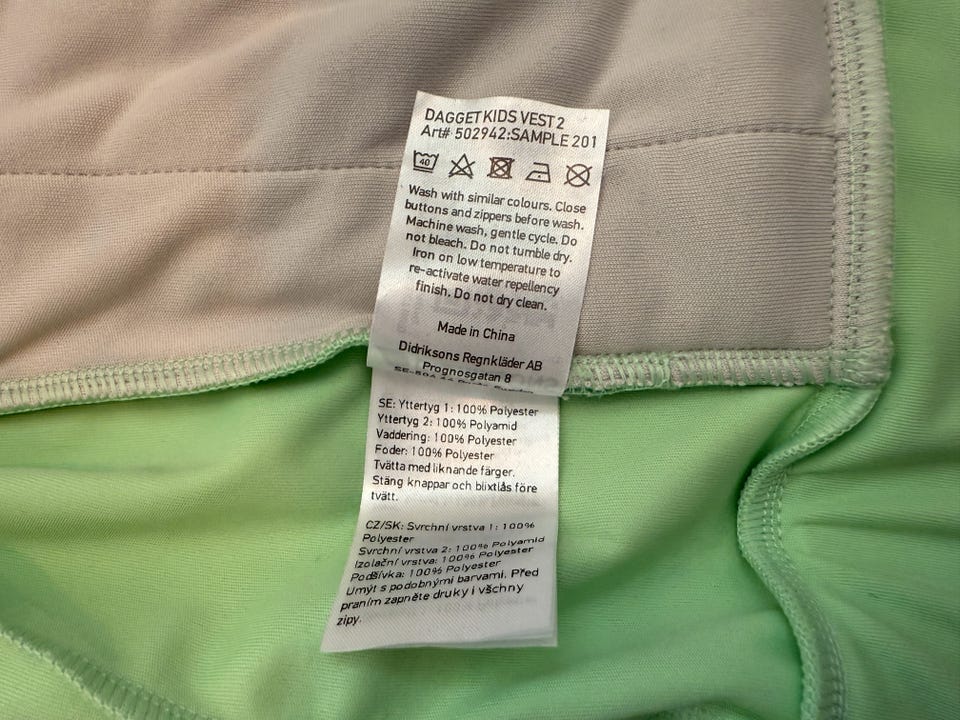 DAGGET KIDS VEST 2
Art# 502942:SAMPLE 201
40
Wash with similar colours. Close
buttons and zippers before wash.
Machine wash, gentle cycle. Do
not bleach. Do not tumble dry.
Iron on low temperature to
re-activate water repellency
finish. Do not dry clean.
Made in China
Didriksons Regnkläder AB
Prognosgatan 8
SE: Yttertyg 1: 100% Polyester
Yttertyg 2: 100% Polyamid
Vaddering: 100% Polyester
Foder: 100% Polyester
Tvätta med liknande färger.
Stäng knappar och blixtlås före
tvätt.
CZ/SK: Svrchní vrstva 1: 100%
Polyester
Svrchní vrstva 2: 100% Polyamid
Izolační vrstva: 100% Polyester
Podšívka: 100% Polyester
Umýt s podobnými barvami. Před
praním zapněte druky i všchny
zipy.